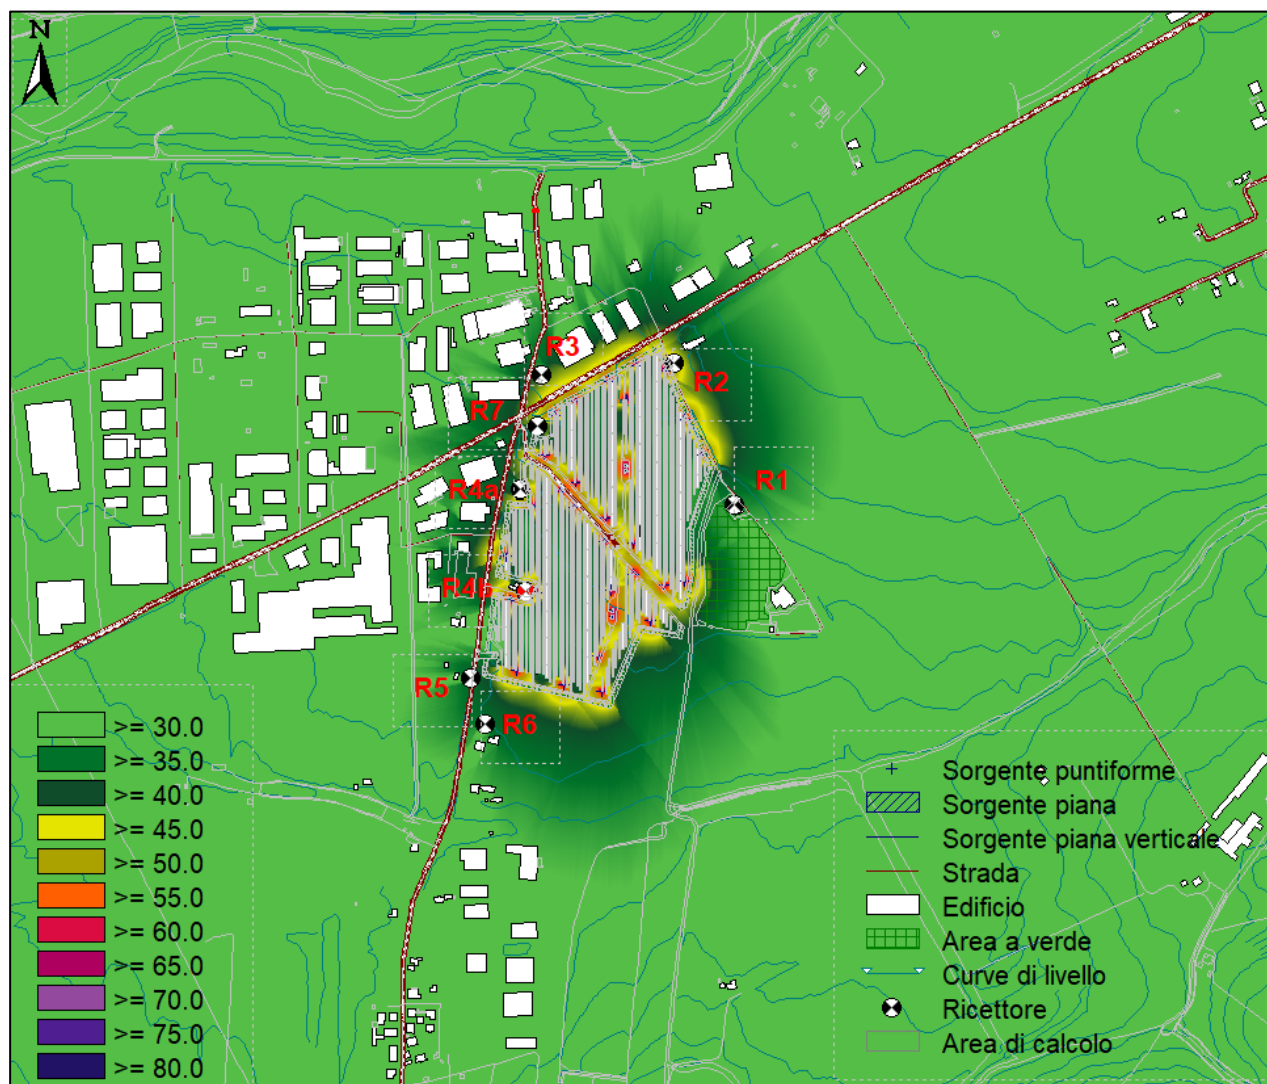 N
R3
R2
R7
R1
R4a
R4b
R5
R6
>= 30.0
>= 35.0
>= 40.0
>= 45.0
>= 50.0
>= 55.0
>= 60.0
>= 65.0
>= 70.0
>= 75.0
>= 80.0
Sorgente puntiforme
Sorgente piana
Sorgente piana verticale
Strada
Edificio
Area a verde
Curve di livello
Ricettore
Area di calcolo